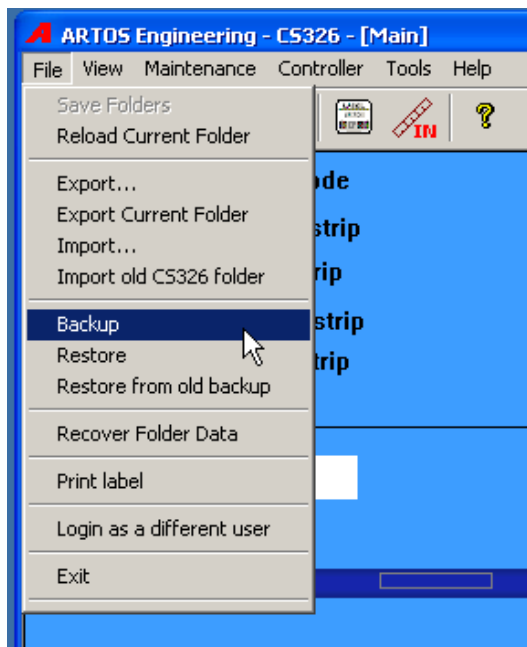 ARTOS Engineering - CS326 - [Main]
File View Maintenance Controller Tools Help
Save Folders
Reload Current Folder
IN
?
Export...
Export Current Folder
Import...
Import old CS326 folder
ode
strip
rip
strip
trip
Backup
Restore
Restore from old backup
Recover Folder Data
Print label
Login as a different user
Exit